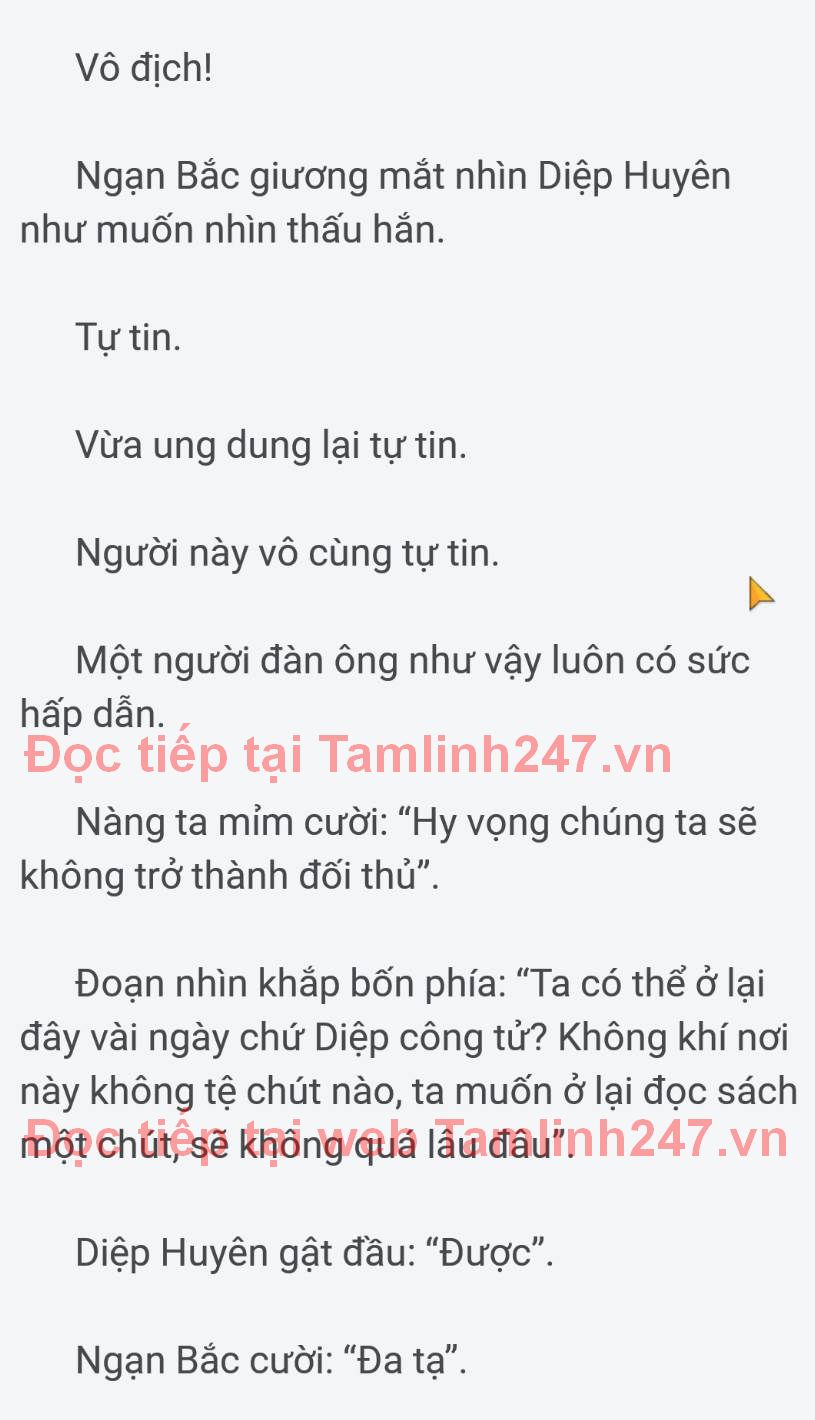 Vô địch!
Ngạn Bắc giương mắt nhìn Diệp Huyên
như muốn nhìn thấu hắn.
Tự tin.
Vừa ung dung lại tự tin.
Người này vô cùng tự tin.
Một người đàn ông như vậy luôn có sức
hấp dẫn.
Đọc tiếp tại Tamlinh247.vn
Nàng ta mỉm cười: “Hy vọng chúng ta sẽ
không trở thành đối thủ”.
Đoạn nhìn khắp bốn phía: “Ta có thể ở lại
đây vài ngày chứ Diệp công tử? Không khí nơi
này không tệ chút nào, ta muốn ở lại đọc sách
một chút, sẽ không quá lâu đâu”.
Đọc tiếp tại web Tamlinh247.vn
Diệp Huyên gật đầu: “Được”.
Ngạn Bắc cười: “Đa tạ”.